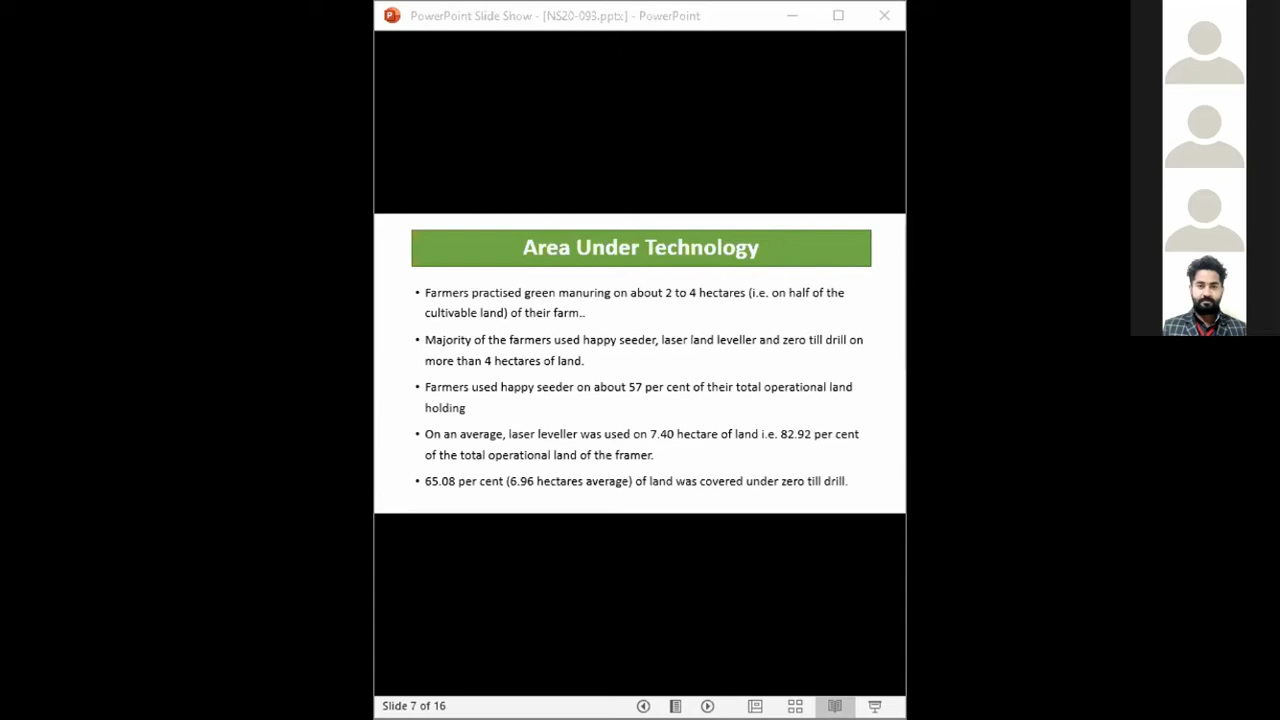 PowerPoint Slide Show - [NS20-093.pptx] - PowerPoint
Area Under Technology
• Farmers practised green manuring on about 2 to 4 hectares (i.e. on half of the
cultivable land) of their farm..
• Majority of the farmers used happy seeder, laser land leveller and zero till drill on
more than 4 hectares of land.
• Farmers used happy seeder on about 57 per cent of their total operational land
holding
• On an average, laser leveller was used on 7.40 hectare of land i.e. 82.92 per cent
of the total operational land of the framer.
• 65.08 per cent (6.96 hectares average) of land was covered under zero till drill.
Slide 7 of 16